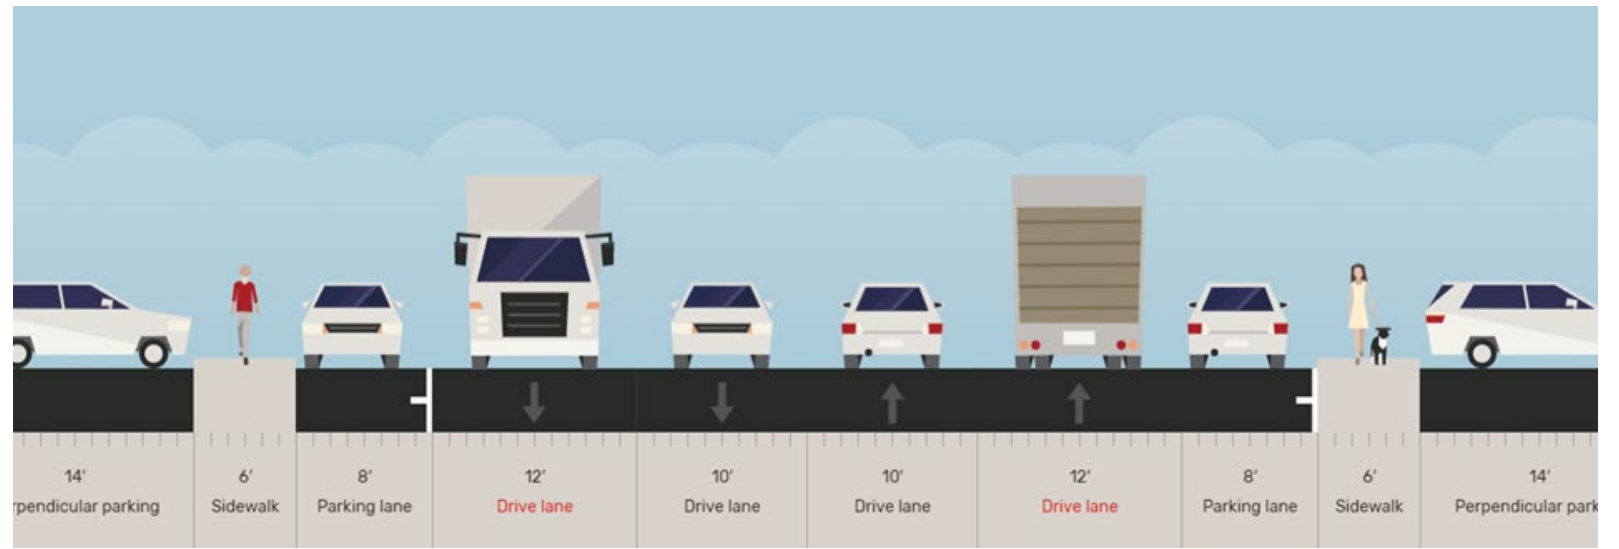 14'
rpendicular parking
6'
Sidewalk
8'
Parking lane
12'
Drive lane
10'
Drive lane
10'
Drive lane
12'
Drive lane
8'
Parking lane
6'
Sidewalk
14'
Perpendicular park